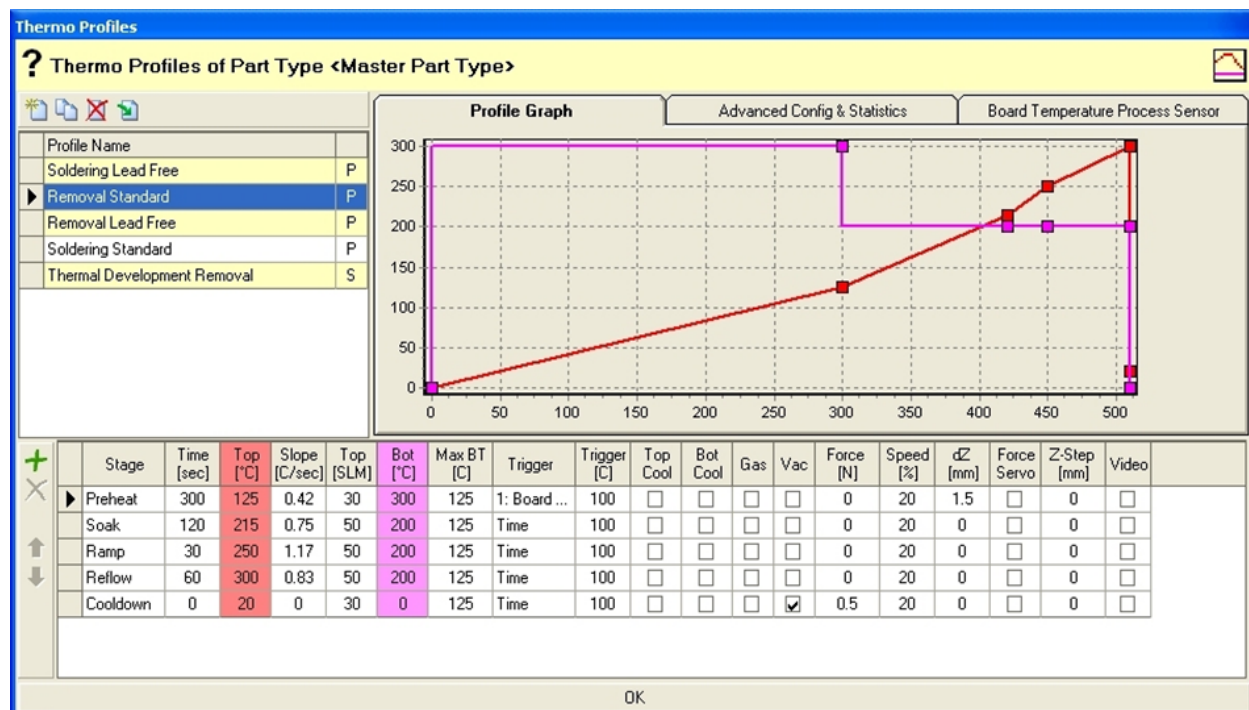 Thermo Profiles
? Thermo Profiles of Part Type <Master Part Type>
Profile Graph Advanced Config & Statistics Board Temperature Process Sensor
Profile Name
Soldering Lead Free P
Removal Standard P
Removal Lead Free P
Soldering Standard P
Thermal Development Removal S
300
250
200
150
100
50
0
0 50 100 150 200 250 300 350 400 450 500
Stage Time [sec] Top [°C] Slope [C/sec] Top [SLM] Bot [°C] Max BT [C] Trigger Trigger [C] Top Cool Bot Cool Gas Vac Force [N] Speed [%] dZ [mm] Force Servo Z-Step [mm] Video
Preheat 300 125 0.42 30 300 125 1: Board ... 100 0 20 1.5 0
Soak 120 215 0.75 50 200 125 Time 100 0 20 0 0
Ramp 30 250 1.17 50 200 125 Time 100 0 20 0 0
Reflow 60 300 0.83 50 200 125 Time 100 0 20 0 0
Cooldown 0 20 0 30 0 125 Time 100 0.5 20 0 0
OK